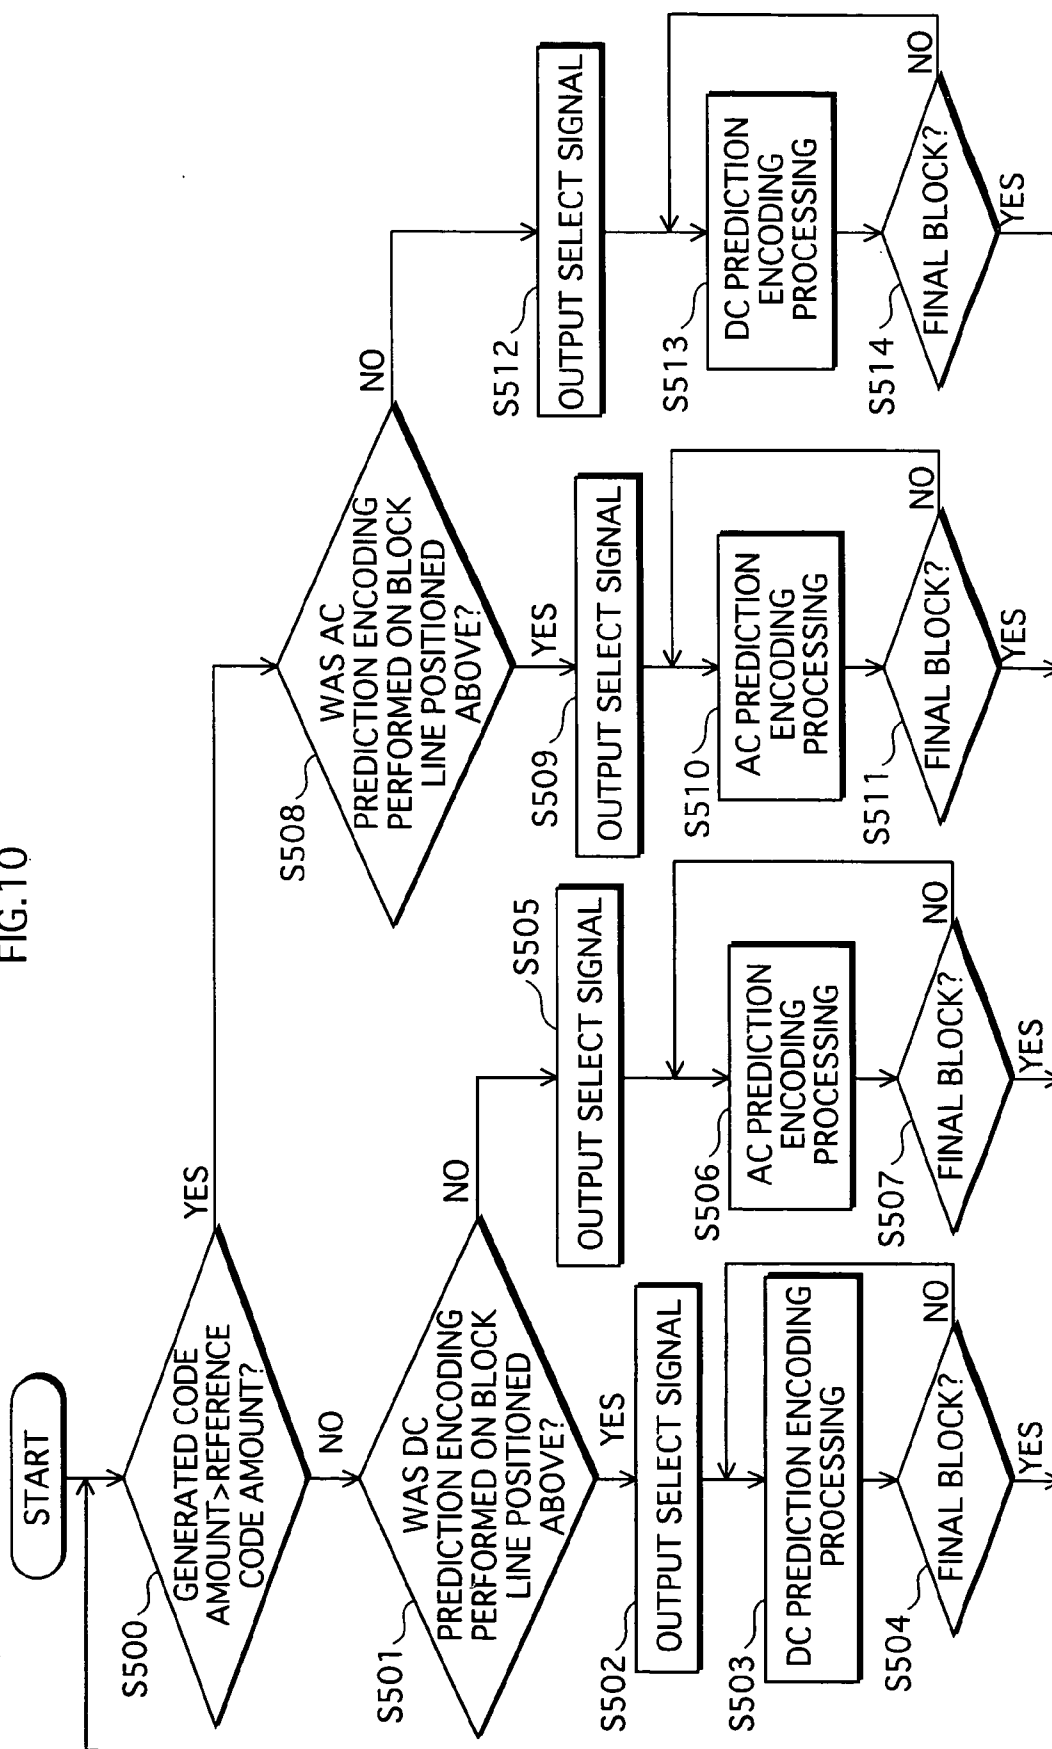 FIG.10
START
S500
GENERATED CODE
AMOUNT>REFERENCE
CODE AMOUNT?
YES
NO
S501
WAS DC
PREDICTION ENCODING
PERFORMED ON BLOCK
LINE POSITIONED
ABOVE?
NO
YES
S502
OUTPUT SELECT SIGNAL
S503
DC PREDICTION ENCODING
PROCESSING
S504
FINAL BLOCK?
NO
YES
S505
OUTPUT SELECT SIGNAL
S506
AC PREDICTION
ENCODING
PROCESSING
S507
FINAL BLOCK?
NO
YES
S508
WAS AC
PREDICTION ENCODING
PERFORMED ON BLOCK
LINE POSITIONED
ABOVE?
NO
YES
S509
OUTPUT SELECT SIGNAL
S510
AC PREDICTION
ENCODING
PROCESSING
S511
FINAL BLOCK?
NO
YES
S512
OUTPUT SELECT SIGNAL
S513
DC PREDICTION
ENCODING
PROCESSING
S514
FINAL BLOCK?
NO
YES